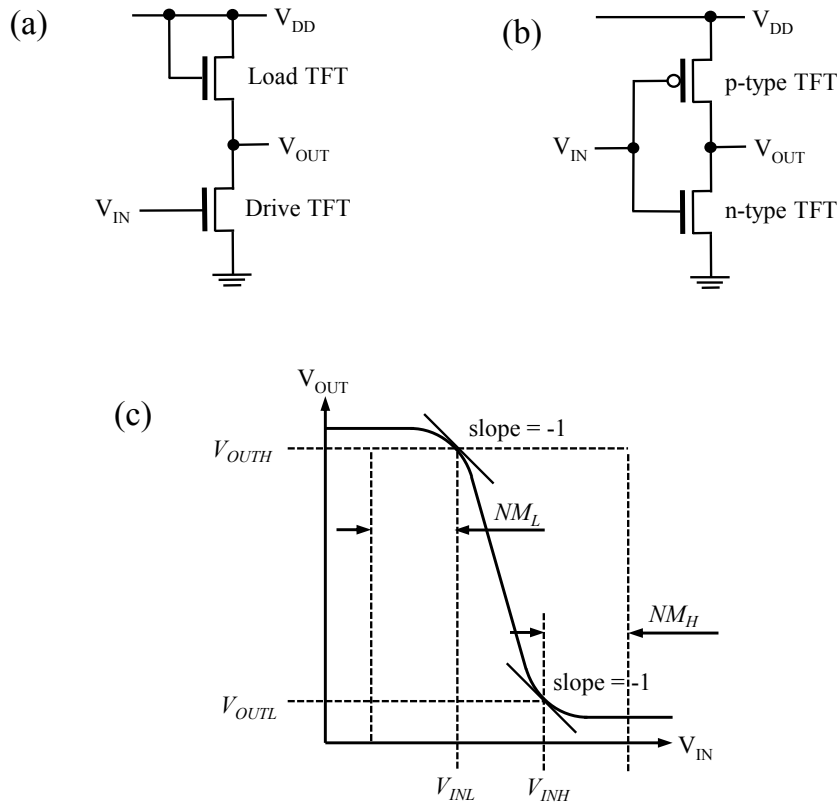 (a)
V_DD
Load TFT
V_OUT
V_IN
Drive TFT
(b)
V_DD
p-type TFT
V_IN
V_OUT
n-type TFT
(c)
V_OUT
slope = -1
V_OUTH
NM_L
NM_H
slope = -1
V_OUTL
V_IN
V_INL
V_INH